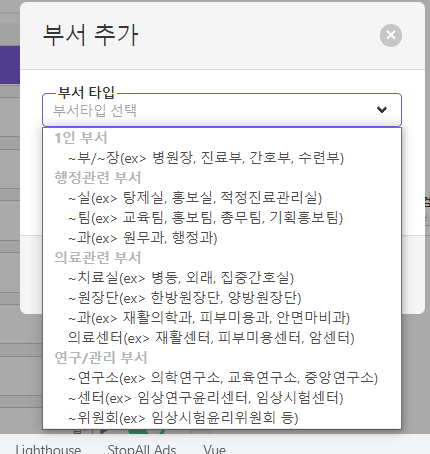 부서 추가
부서 타입
부서타입 선택
1인 부서
~부/~장(ex> 병원장, 진료부, 간호부, 수련부)
행정관련 부서
~실(ex> 탕제실, 홍보실, 적정진료관리실)
~팀(ex> 교육팀, 홍보팀, 총무팀, 기획홍보팀)
~과(ex> 원무과, 행정과)
의료관련 부서
~치료실(ex> 병동, 외래, 집중간호실)
~원장단(ex> 한방원장단, 양방원장단)
~과(ex> 재활의학과, 피부미용과, 안면마비과)
의료센터(ex> 재활센터, 피부미용센터, 암센터)
연구/관리 부서
~연구소(ex> 의학연구소, 교육연구소, 중앙연구소)
~센터(ex> 임상연구윤리센터, 임상시험센터)
~위원회(ex> 임상시험윤리위원회 등)
Lighthouse StopAll Ads Vue